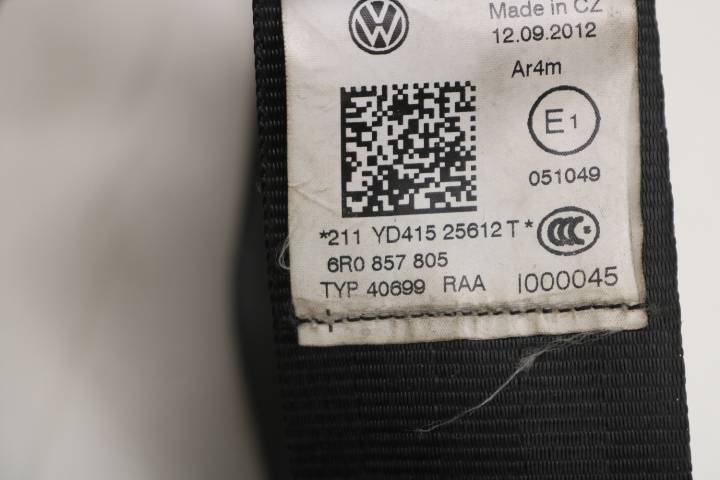 Made in CZ
12.09.2012
Ar4m
E1
051049
*211 YD415 25612 T*
CCC
6R0 857 805
TYP 40699 RAA I000045